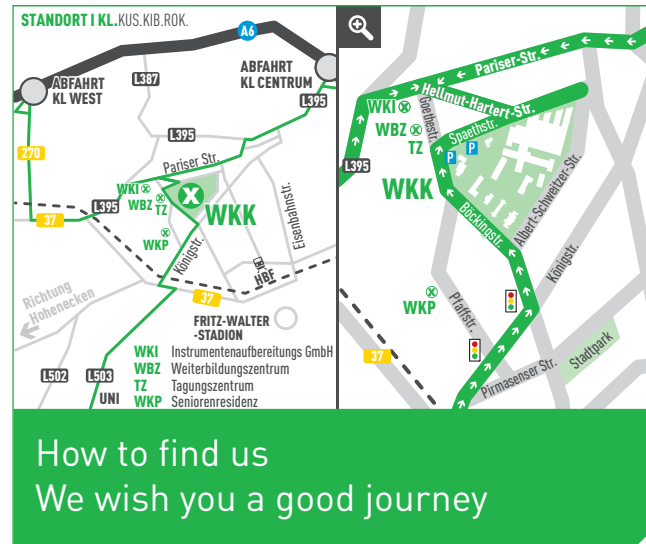 STANDORT I KL.KUS.KIB.ROK.
A6
ABFAHRT
KL WEST
L387
ABFAHRT
KL CENTRUM
L395
L395
270
Pariser Str.
WKI
WBZ
TZ
WKK
L395
37
WKP
Königstr.
Eisenbahnstr.
HBF
37
Richtung
Hohenecken
FRITZ-WALTER
-STADION
WKI Instrumentenaufbereitungs GmbH
WBZ Weiterbildungszentrum
TZ Tagungszentrum
WKP Seniorenresidenz
L502
L503
UNI
Pariser-Str.
Hellmut-Hartert-Str.
WKI
Goethestr.
WBZ
TZ
Spaethstr.
P
P
L395
WKK
Böckingstr.
Albert-Schweitzer-Str.
Königstr.
WKP
Pfaffstr.
37
Pirmasenser Str.
Stadtpark
How to find us
We wish you a good journey